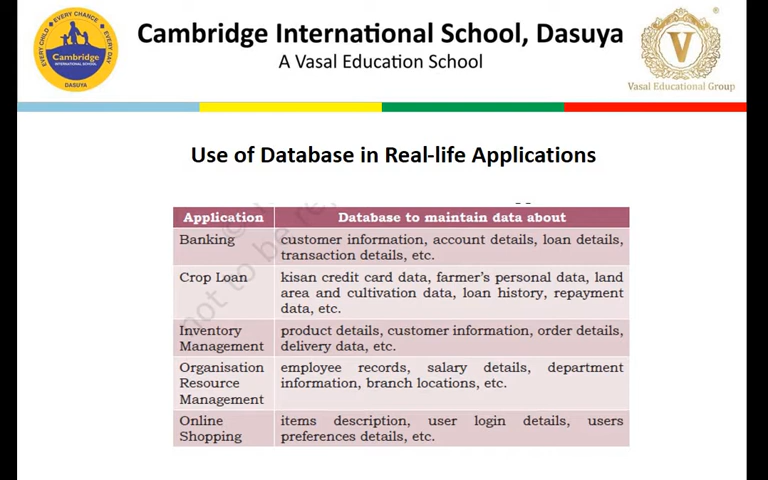 EVERY CHILD ★ EVERY CHANCE ★ EVERY DAY
Cambridge
INTERNATIONAL SCHOOL
DASUYA
Cambridge International School, Dasuya
A Vasal Education School
V
®
Vasal Educational Group
Use of Database in Real-life Applications
Application Database to maintain data about
Banking customer information, account details, loan details,
transaction details, etc.
Crop Loan kisan credit card data, farmer's personal data, land
area and cultivation data, loan history, repayment
data, etc.
Inventory product details, customer information, order details,
Management delivery data, etc.
Organisation employee records, salary details, department
Resource information, branch locations, etc.
Management
Online items description, user login details, users
Shopping preferences details, etc.
not to be re